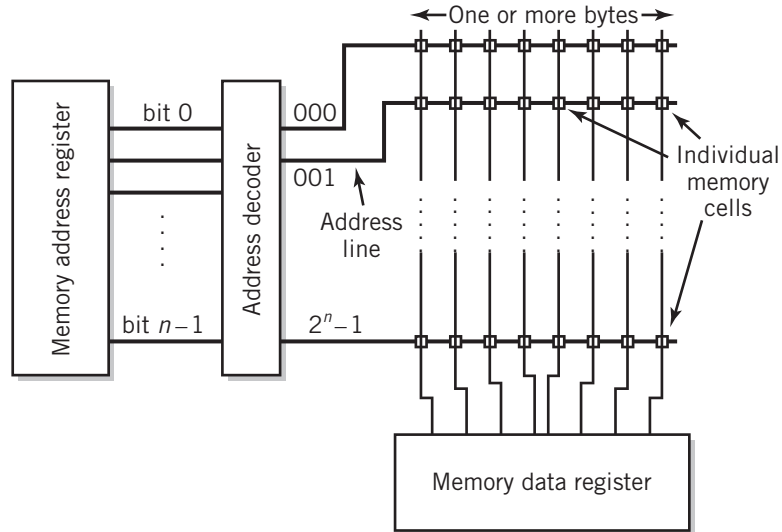 One or more bytes
Memory address register
bit 0
bit n–1
Address decoder
000
001
2ⁿ–1
Address
line
Individual
memory
cells
Memory data register